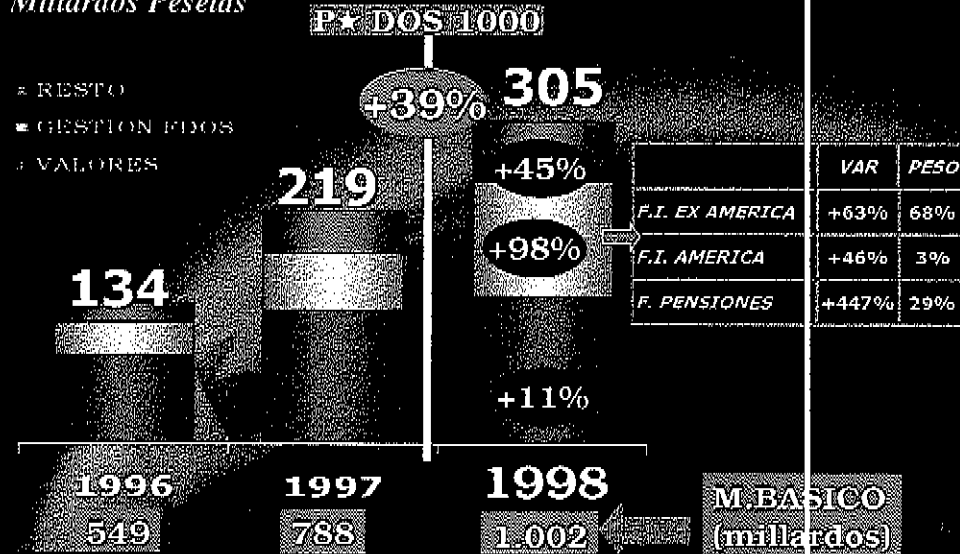 Millardos Pesetas
P★ DOS 1000
+39%
305
RESTO
GESTION FDOS
VALORES
219
134
+45%
+98%
+11%
VAR PESO
F.I. EX AMERICA +63% 68%
F.I. AMERICA +46% 3%
F. PENSIONES +447% 29%
1996 1997 1998
549 788 1.002
M.BASICO
(millardos)